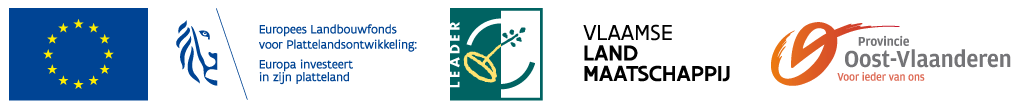 Europees Landbouwfonds
voor Plattelandsontwikkeling:
Europa investeert
in zijn platteland
LEADER
VLAAMSE
LAND
MAATSCHAPPIJ
Provincie
Oost-Vlaanderen
Voor ieder van ons